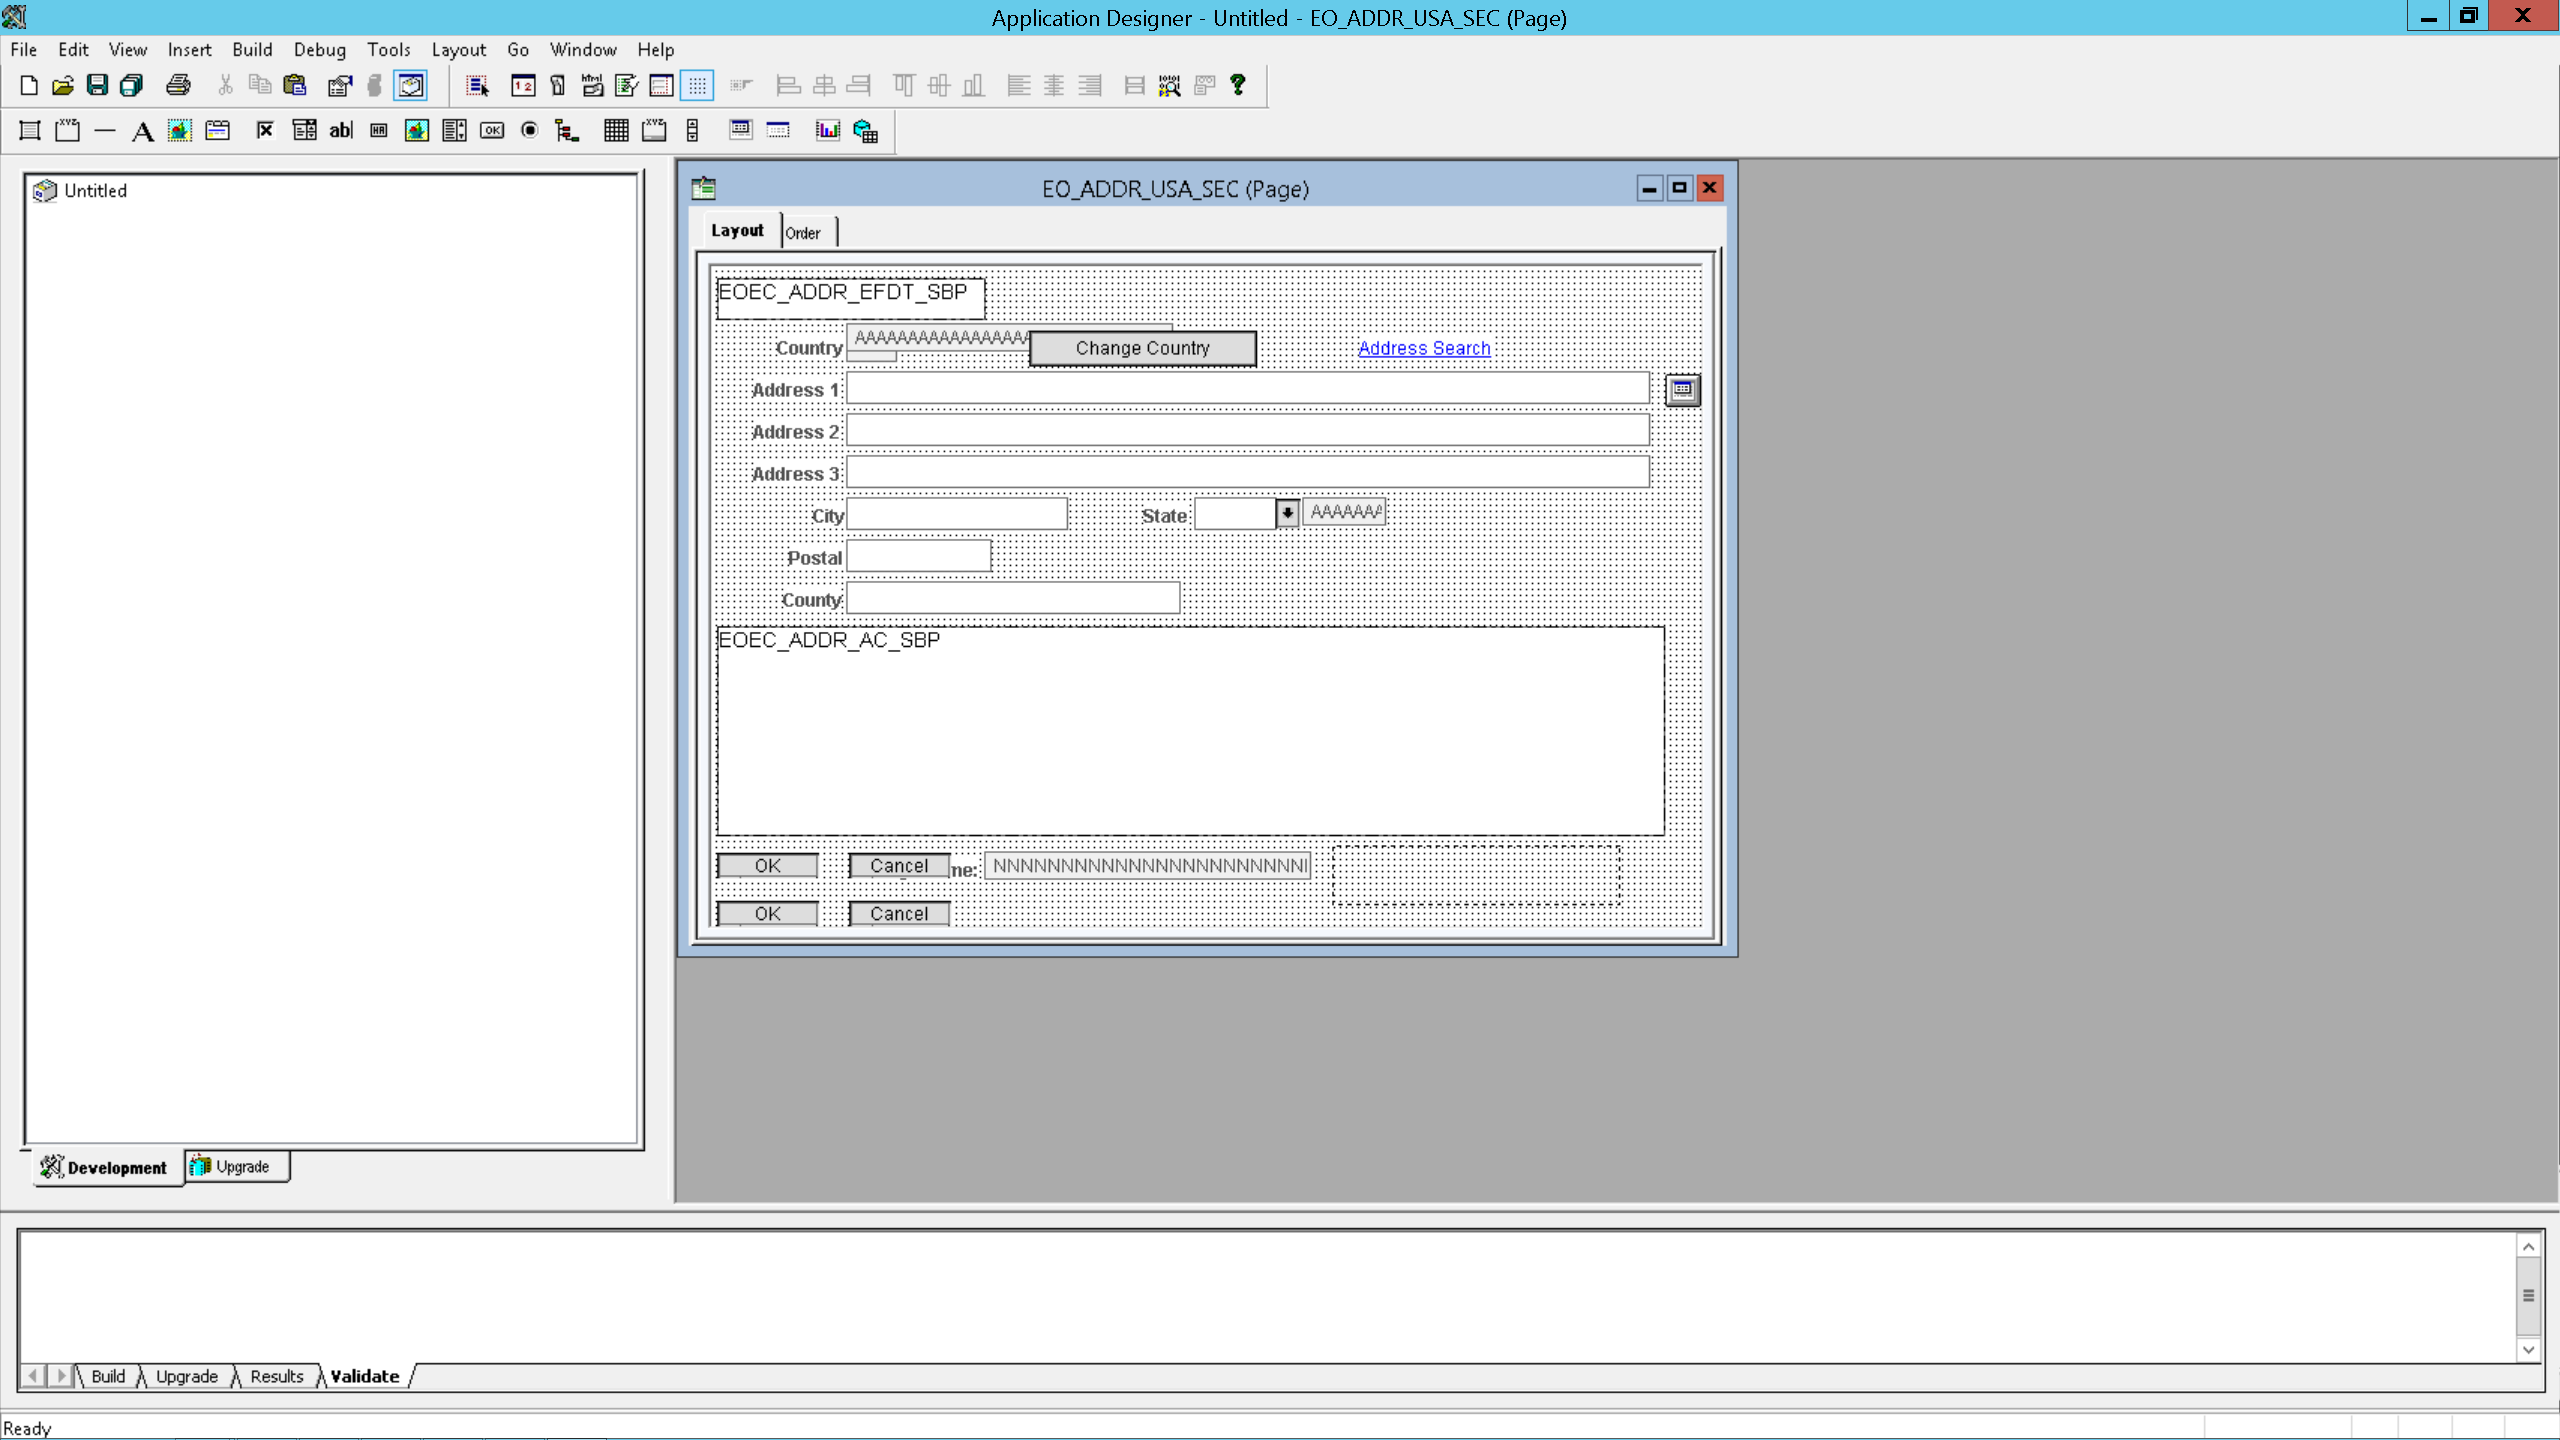 Application Designer - Untitled - EO_ADDR_USA_SEC (Page)
File Edit View Insert Build Debug Tools Layout Go Window Help
Untitled
EO_ADDR_USA_SEC (Page)
Layout Order
EOEC_ADDR_EFDT_SBP
Country AAAAAAAAAAAAAAAA Change Country Address Search
Address 1
Address 2
Address 3
City State AAAAAAA
Postal
County
EOEC_ADDR_AC_SBP
OK Cancel ne: NNNNNNNNNNNNNNNNNNNNNNN
OK Cancel
Development Upgrade
Build Upgrade Results Validate
Ready